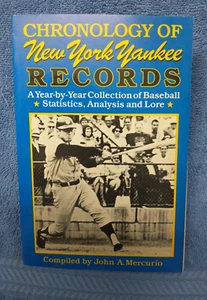 CHRONOLOGY OF
New York Yankee
RECORDS
A Year-by-Year Collection of Baseball
★ Statistics, Analysis and Lore ★
Compiled by John A. Mercurio